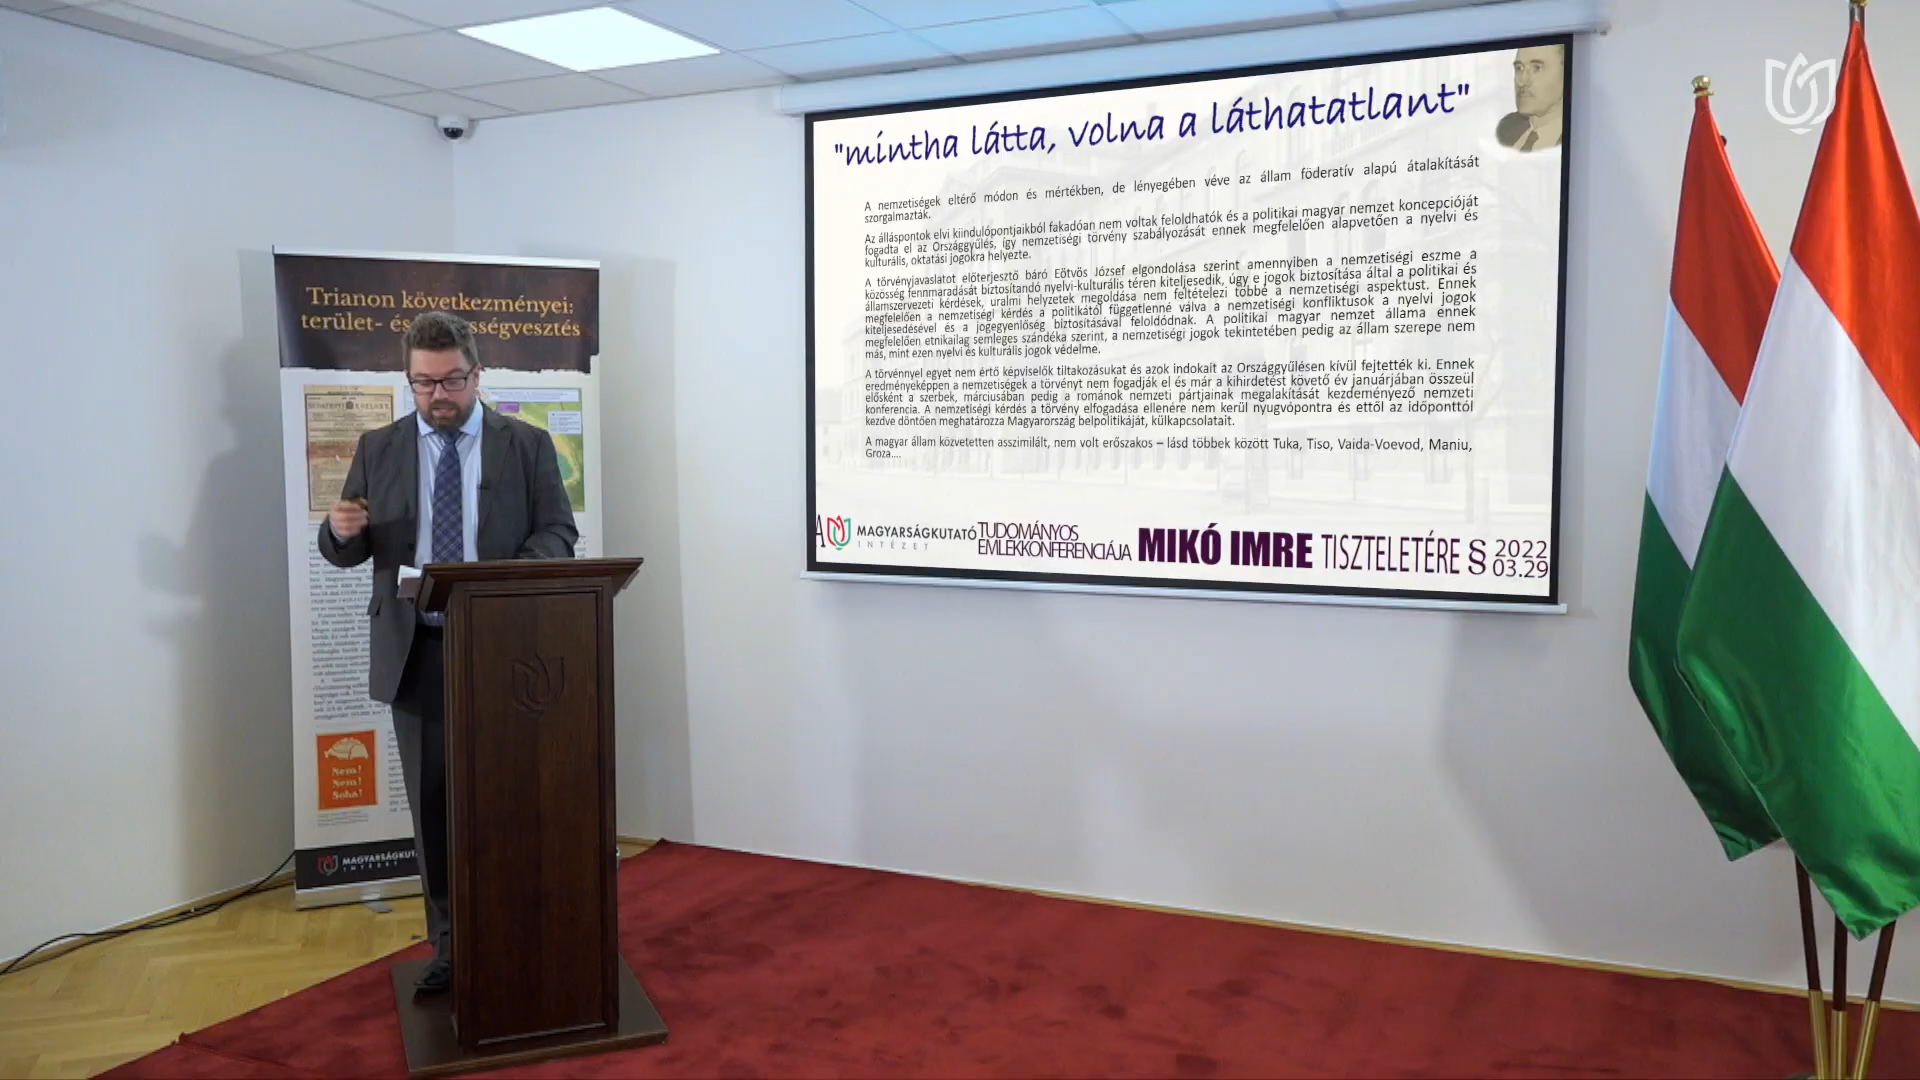 "mintha látta, volna a láthatatlant"
A nemzetiségek eltérő módon és mértékben, de lényegében véve az állam föderatív alapú átalakítását
szorgalmazták.
Az álláspontok elvi kiindulópontjaikból fakadóan nem voltak feloldhatók és a politikai magyar nemzet koncepcióját
fogadta el az Országgyűlés, így nemzetiségi törvény szabályozását ennek megfelelően alapvetően a nyelvi és
kulturális, oktatási jogokra helyezte.
A törvényjavaslatot előterjesztő báró Eötvös József elgondolása szerint amennyiben a nemzetiségi eszme a
közösség fennmaradását biztosítandó nyelvi-kulturális téren kiteljesedik, úgy e jogok biztosítása által a politikai és
államszervezeti kérdések, uralmi helyzetek megoldása nem feltételezi többé a nemzetiségi aspektust. Ennek
megfelelően a nemzetiségi kérdés a politikától függetlenné válva a nemzetiségi konfliktusok a nyelvi jogok
kiteljesedésével és a jogegyenlőség biztosításával feloldódnak. A politikai magyar nemzet állama ennek
megfelelően etnikailag semleges szándéka szerint, a nemzetiségi jogok tekintetében pedig az állam szerepe nem
más, mint ezen nyelvi és kulturális jogok védelme.
A törvénnyel egyet nem értő képviselők tiltakozásukat és azok indokait az Országgyűlésen kívül fejtették ki. Ennek
eredményeképpen a nemzetiségek a törvényt nem fogadják el és már a kihirdetést követő év januárjában összeül
elősként a szerbek, márciusában pedig a románok nemzeti pártjainak megalakítását kezdeményező nemzeti
konferencia. A nemzetiségi kérdés a törvény elfogadása ellenére nem kerül nyugvópontra és ettől az időponttól
kezdve döntően meghatározza Magyarország belpolitikáját, külkapcsolatait.
A magyar állam közvetetten asszimilált, nem volt erőszakos – lásd többek között Tuka, Tiso, Vaida-Voevod, Maniu,
Groza....
A MAGYARSÁGKUTATÓ
INTÉZET
TUDOMÁNYOS
EMLÉKKONFERENCIÁJA
MIKÓ IMRE TISZTELETÉRE § 2022
03.29
Trianon következményei:
terület- és sségvesztés
Nem!
Nem!
Soha!
MAGYARSÁGKUT
INTÉZET